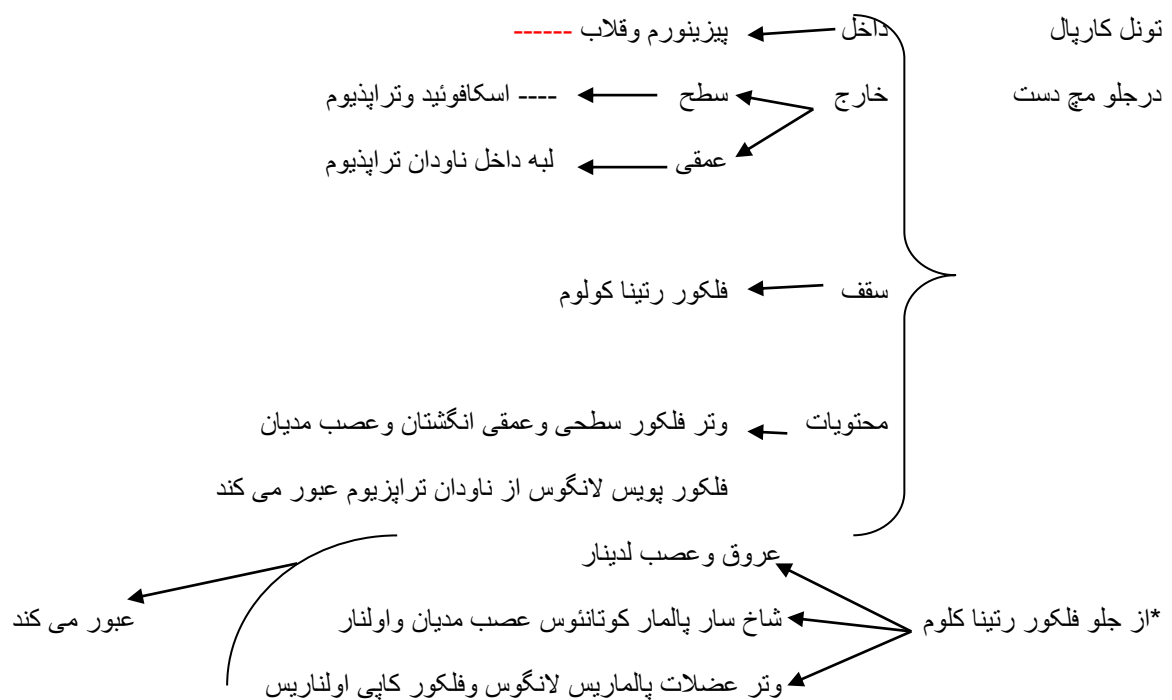 تونل کارپال داخل پیزینورم وقلاب ------
درجلو مچ دست خارج سطح ---- اسکافوئید وتراپذیوم
عمقی لبه داخل ناودان تراپذیوم
سقف فلکور رتینا کولوم
محتویات وتر فلکور سطحی وعمقی انگشتان وعصب مدیان
فلکور پویس لانگوس از ناودان تراپزیوم عبور می کند
عروق وعصب لدینار
*از جلو فلکور رتینا کلوم شاخ سار پالمار کوتانئوس عصب مدیان واولنار عبور می کند
وتر عضلات پالماریس لانگوس وفلکور کاپی اولناریس